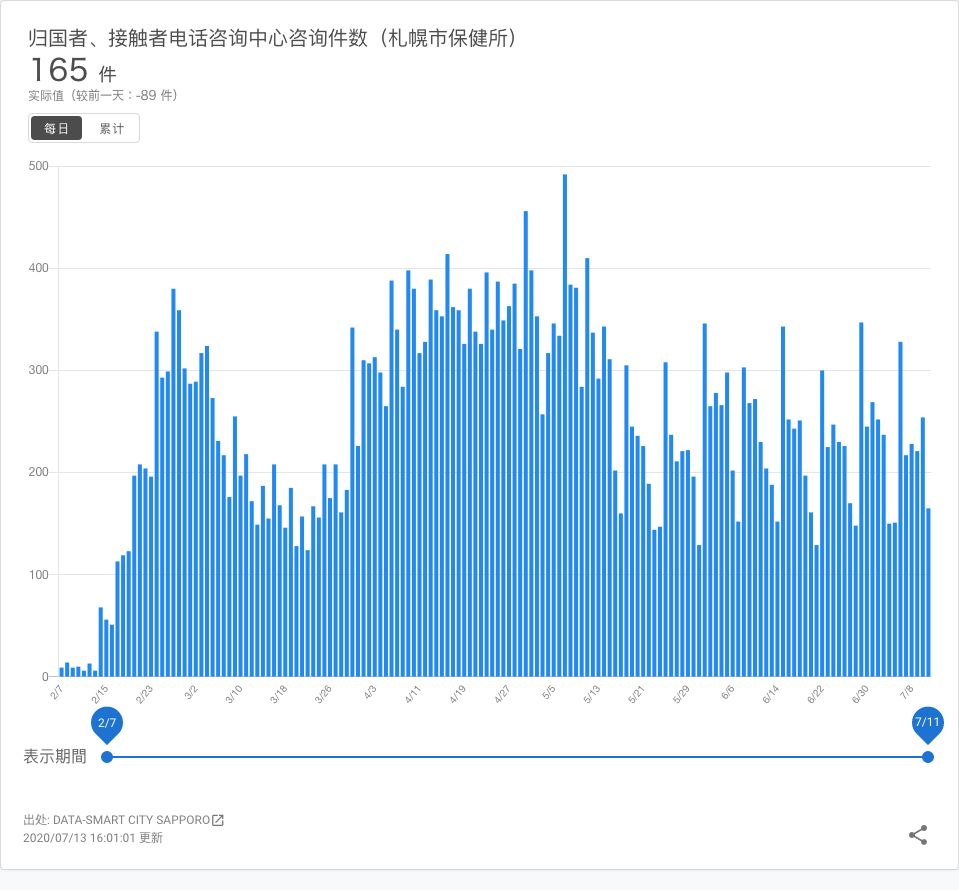 归国者、接触者电话咨询中心咨询件数（札幌市保健所）
165 件
实际值（较前一天：-89 件）
每日 累计
500
400
300
200
100
0
2/7 2/15 2/23 3/2 3/10 3/18 3/26 4/3 4/11 4/19 4/27 5/5 5/13 5/21 5/29 6/6 6/14 6/22 6/30 7/8
2/7 7/11
表示期間
出处: DATA-SMART CITY SAPPORO
2020/07/13 16:01:01 更新